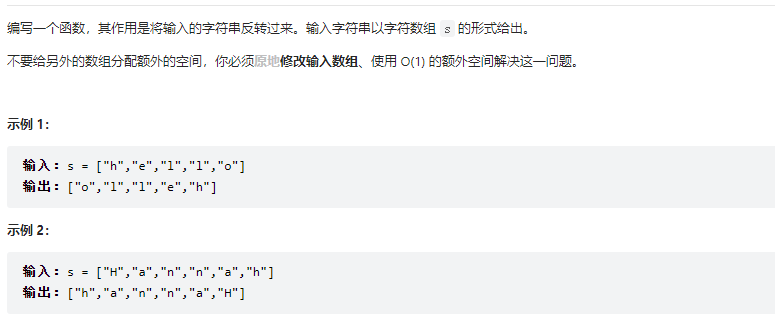 编写一个函数，其作用是将输入的字符串反转过来。输入字符串以字符数组 s 的形式给出。
不要给另外的数组分配额外的空间，你必须原地修改输入数组、使用 O(1) 的额外空间解决这一问题。
示例 1：
输入：s = ["h","e","l","l","o"]
输出：["o","l","l","e","h"]
示例 2：
输入：s = ["H","a","n","n","a","h"]
输出：["h","a","n","n","a","H"]